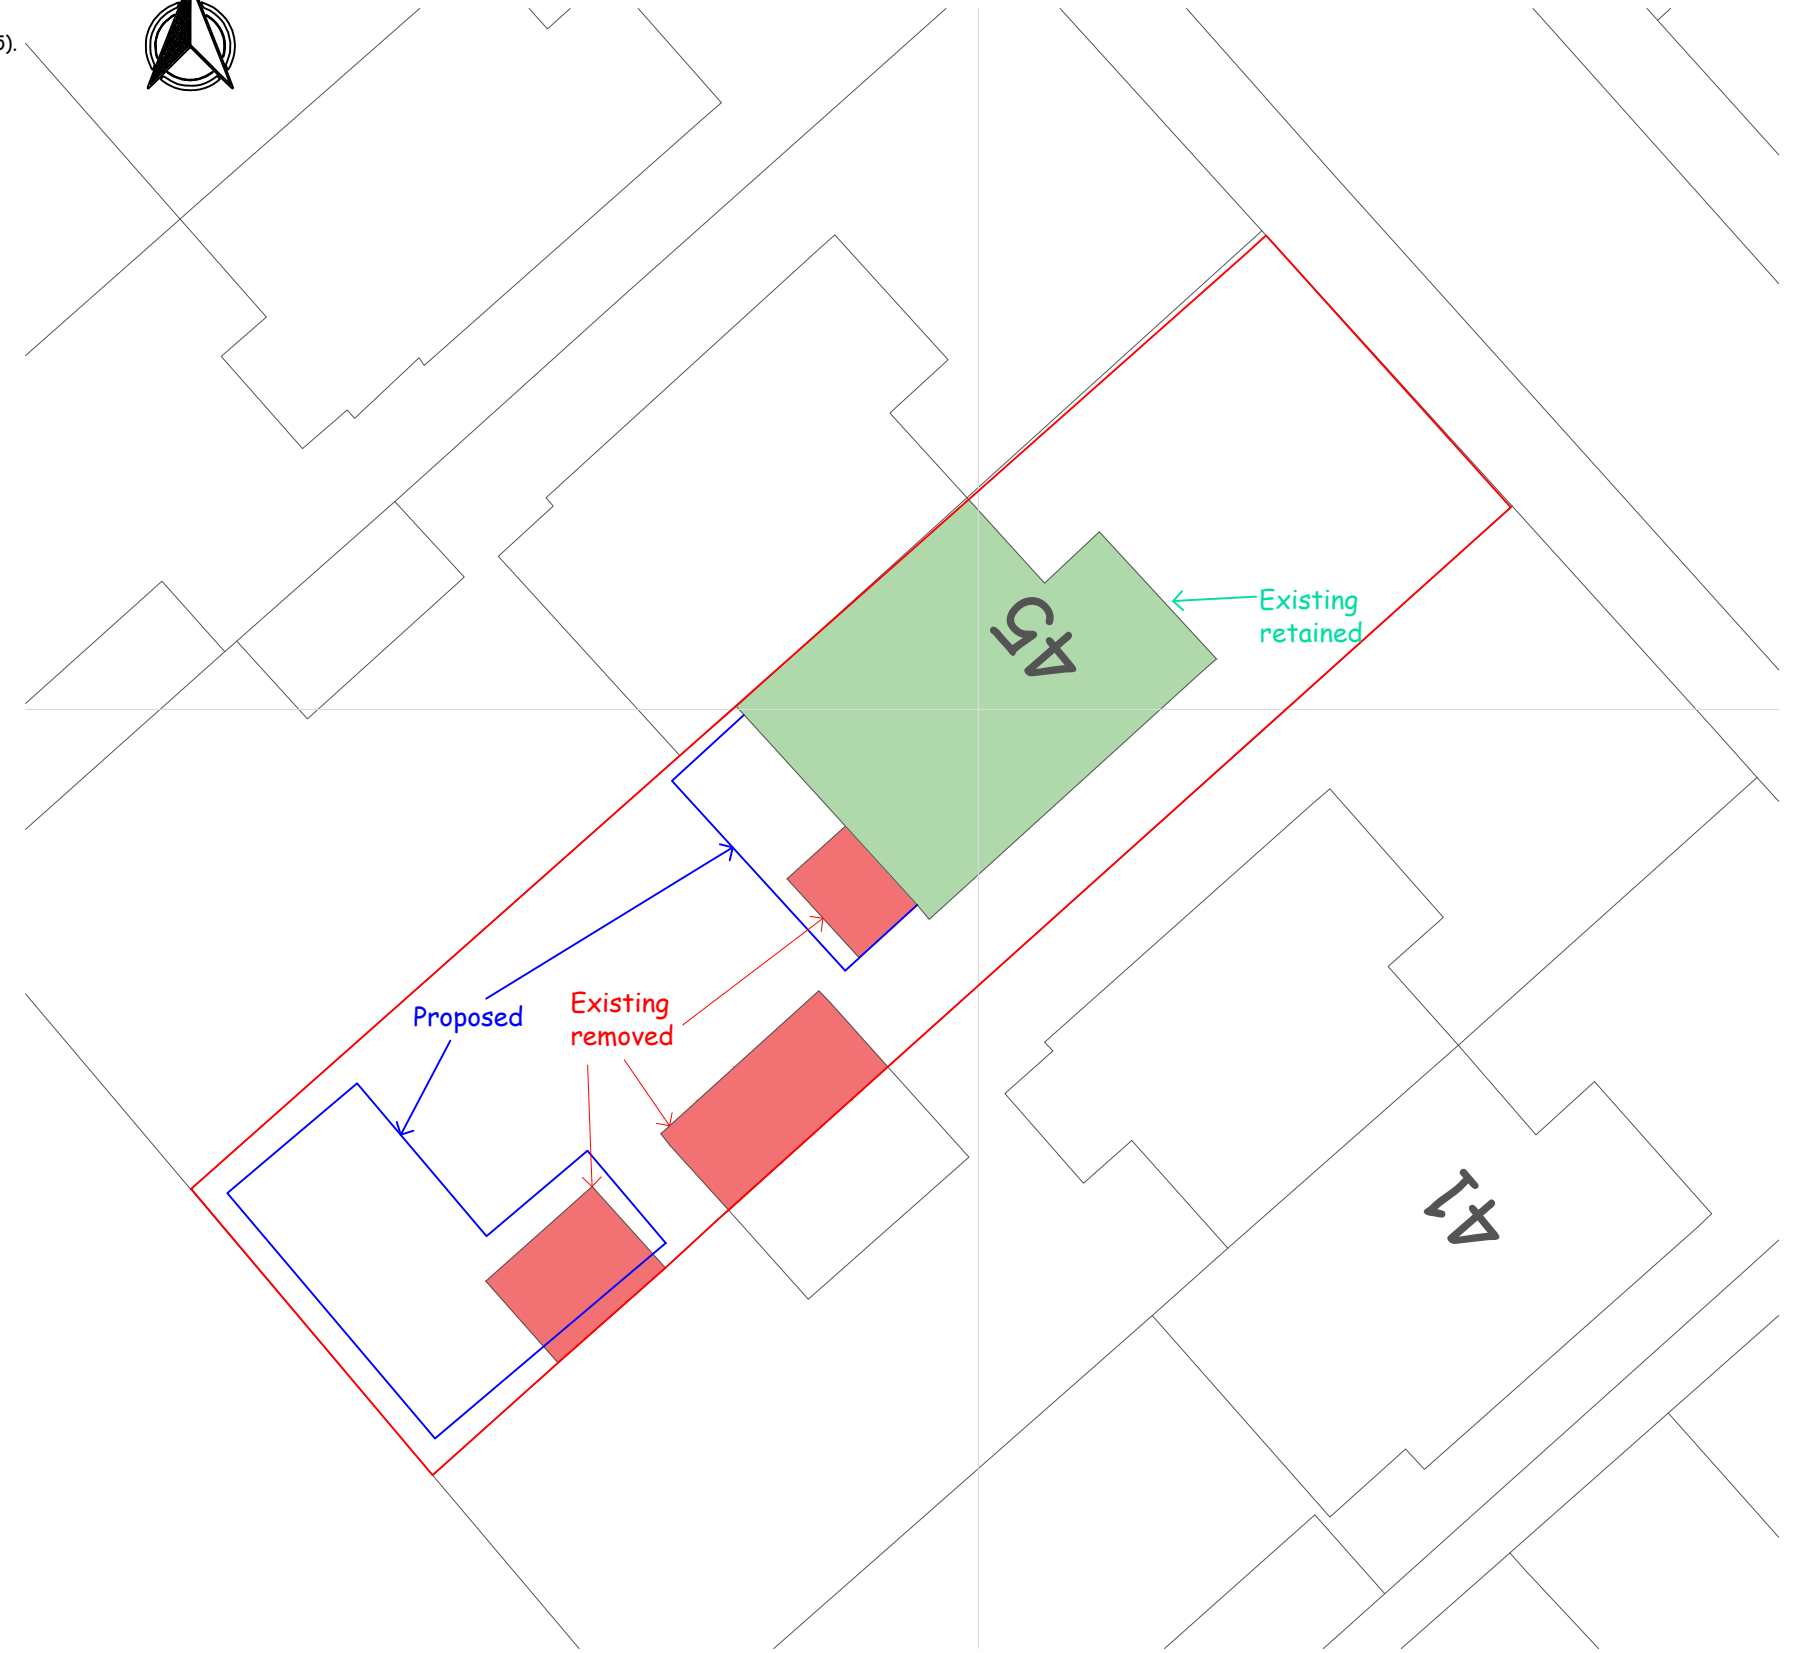 5).
45
Existing
retained
Proposed
Existing
removed
41